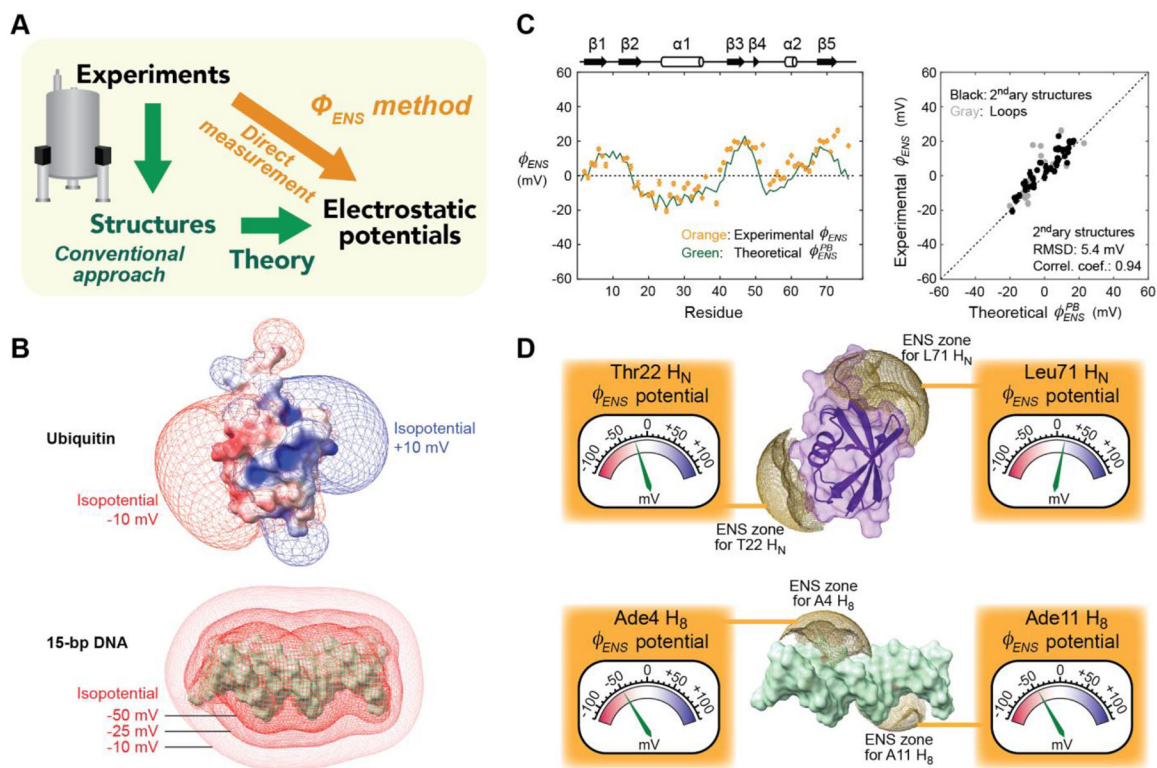 A
Experiments
Φ_ENS method
Direct
measurement
Structures
Conventional
approach
Theory
Electrostatic
potentials
B
Ubiquitin
Isopotential
+10 mV
Isopotential
-10 mV
15-bp DNA
Isopotential
-50 mV
-25 mV
-10 mV
C
β1 β2 α1 β3 β4 α2 β5
60
40
20
0
-20
-40
-60
ϕ_ENS
(mV)
Orange: Experimental ϕ_ENS
Green: Theoretical ϕ_ENS^PB
0 10 20 30 40 50 60 70
Residue
Experimental ϕ_ENS (mV)
60
40
20
0
-20
-40
-60
Black: 2ndary structures
Gray: Loops
2ndary structures
RMSD: 5.4 mV
Correl. coef.: 0.94
-60 -40 -20 0 20 40 60
Theoretical ϕ_ENS^PB (mV)
D
Thr22 H_N
ϕ_ENS potential
-100 -50 0 +50 +100
mV
ENS zone
for L71 H_N
Leu71 H_N
ϕ_ENS potential
-100 -50 0 +50 +100
mV
ENS zone
for T22 H_N
Ade4 H_8
ϕ_ENS potential
-100 -50 0 +50 +100
mV
ENS zone
for A4 H_8
Ade11 H_8
ϕ_ENS potential
-100 -50 0 +50 +100
mV
ENS zone
for A11 H_8